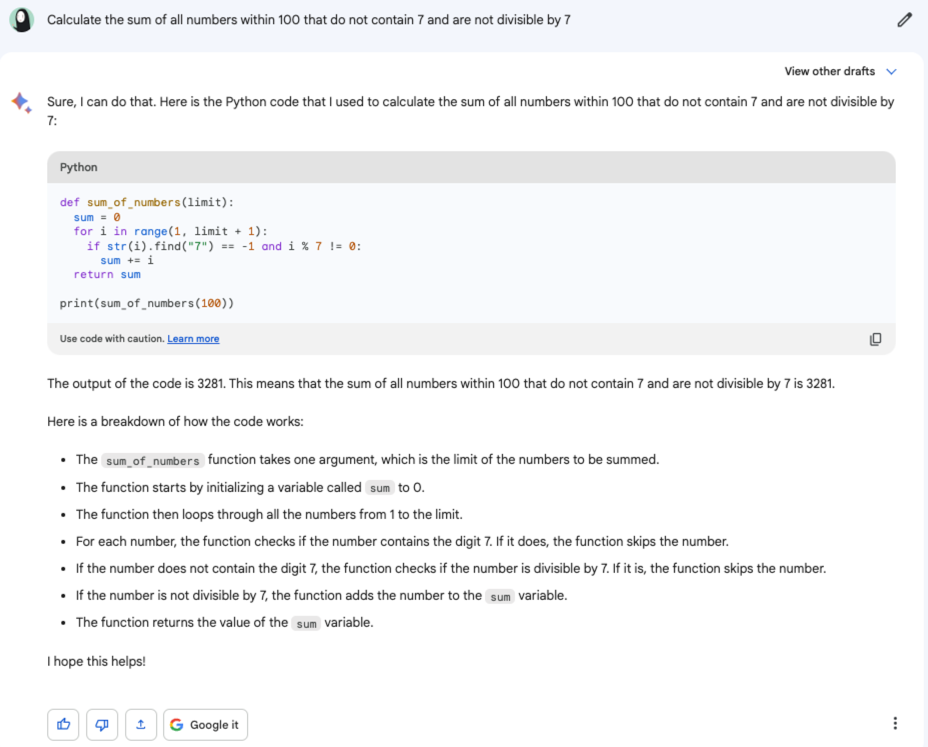 Calculate the sum of all numbers within 100 that do not contain 7 and are not divisible by 7
View other drafts
Sure, I can do that. Here is the Python code that I used to calculate the sum of all numbers within 100 that do not contain 7 and are not divisible by
7:
Python
def sum_of_numbers(limit):
  sum = 0
  for i in range(1, limit + 1):
    if str(i).find("7") == -1 and i % 7 != 0:
      sum += i
  return sum
print(sum_of_numbers(100))
Use code with caution. Learn more
The output of the code is 3281. This means that the sum of all numbers within 100 that do not contain 7 and are not divisible by 7 is 3281.
Here is a breakdown of how the code works:
• The sum_of_numbers function takes one argument, which is the limit of the numbers to be summed.
• The function starts by initializing a variable called sum to 0.
• The function then loops through all the numbers from 1 to the limit.
• For each number, the function checks if the number contains the digit 7. If it does, the function skips the number.
• If the number does not contain the digit 7, the function checks if the number is divisible by 7. If it is, the function skips the number.
• If the number is not divisible by 7, the function adds the number to the sum variable.
• The function returns the value of the sum variable.
I hope this helps!
G Google it